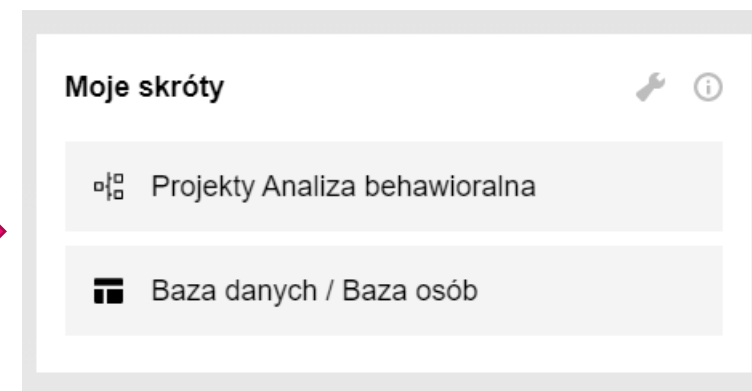 Moje skróty
Projekty Analiza behawioralna
Baza danych / Baza osób